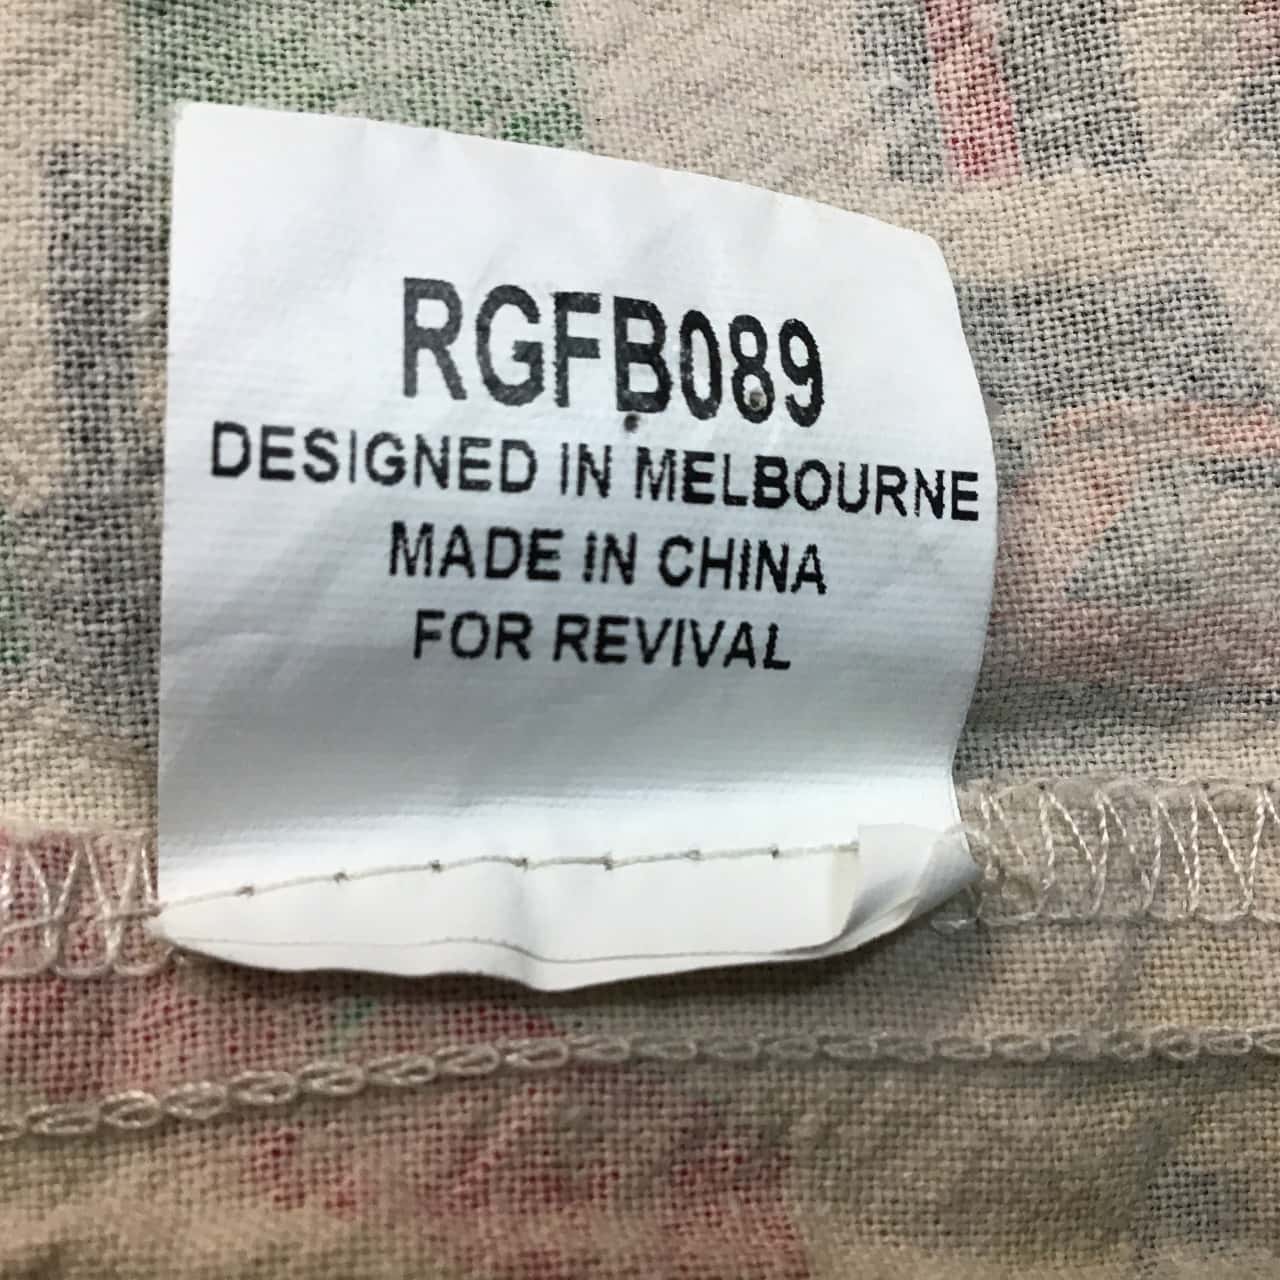 RGFB089
DESIGNED IN MELBOURNE
MADE IN CHINA
FOR REVIVAL